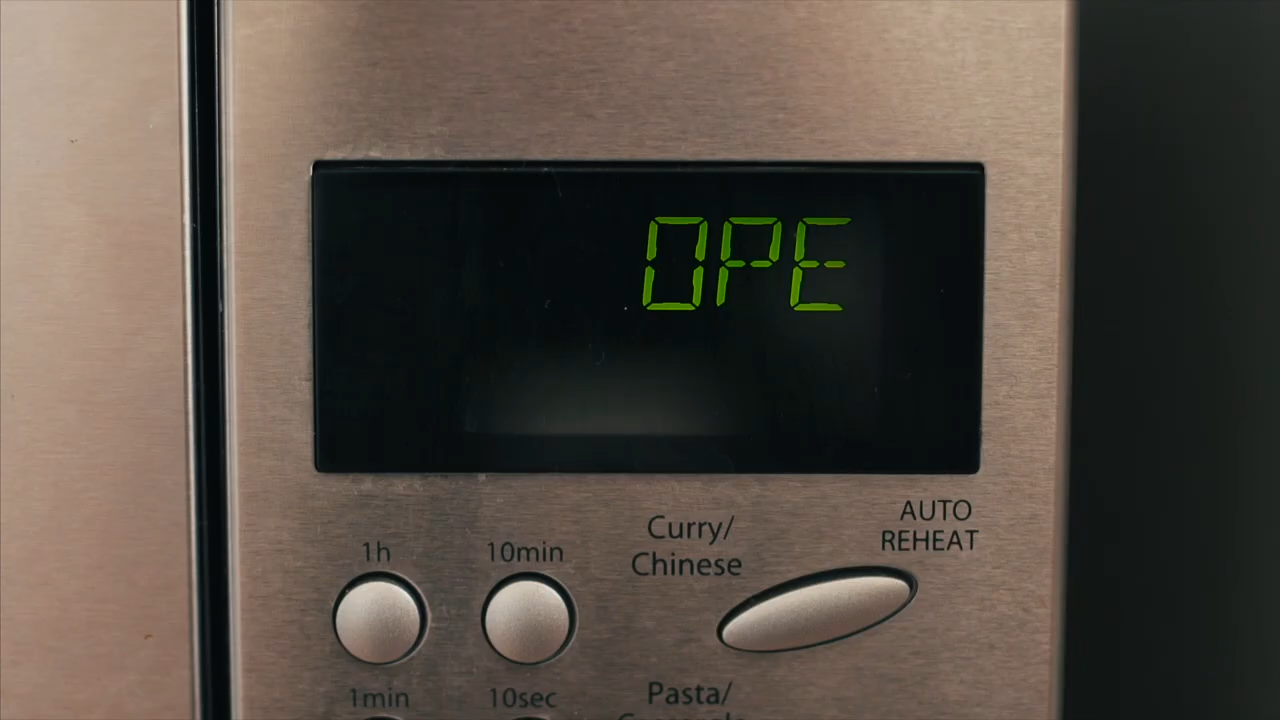 OPE
AUTO
REHEAT
Curry/
Chinese
1h
10min
1min
10sec
Pasta/